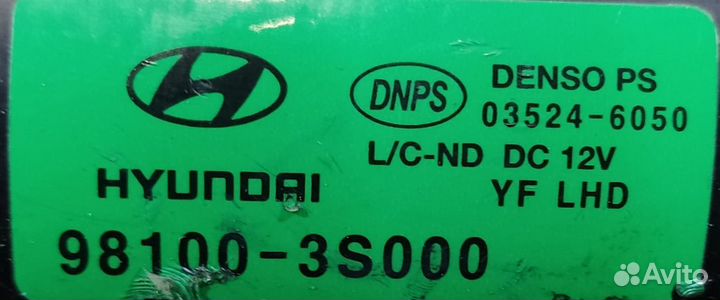 HYUNDAI
98100-3S000
DNPS
DENSO PS
03524-6050
L/C-ND DC 12V
YF LHD
Avito